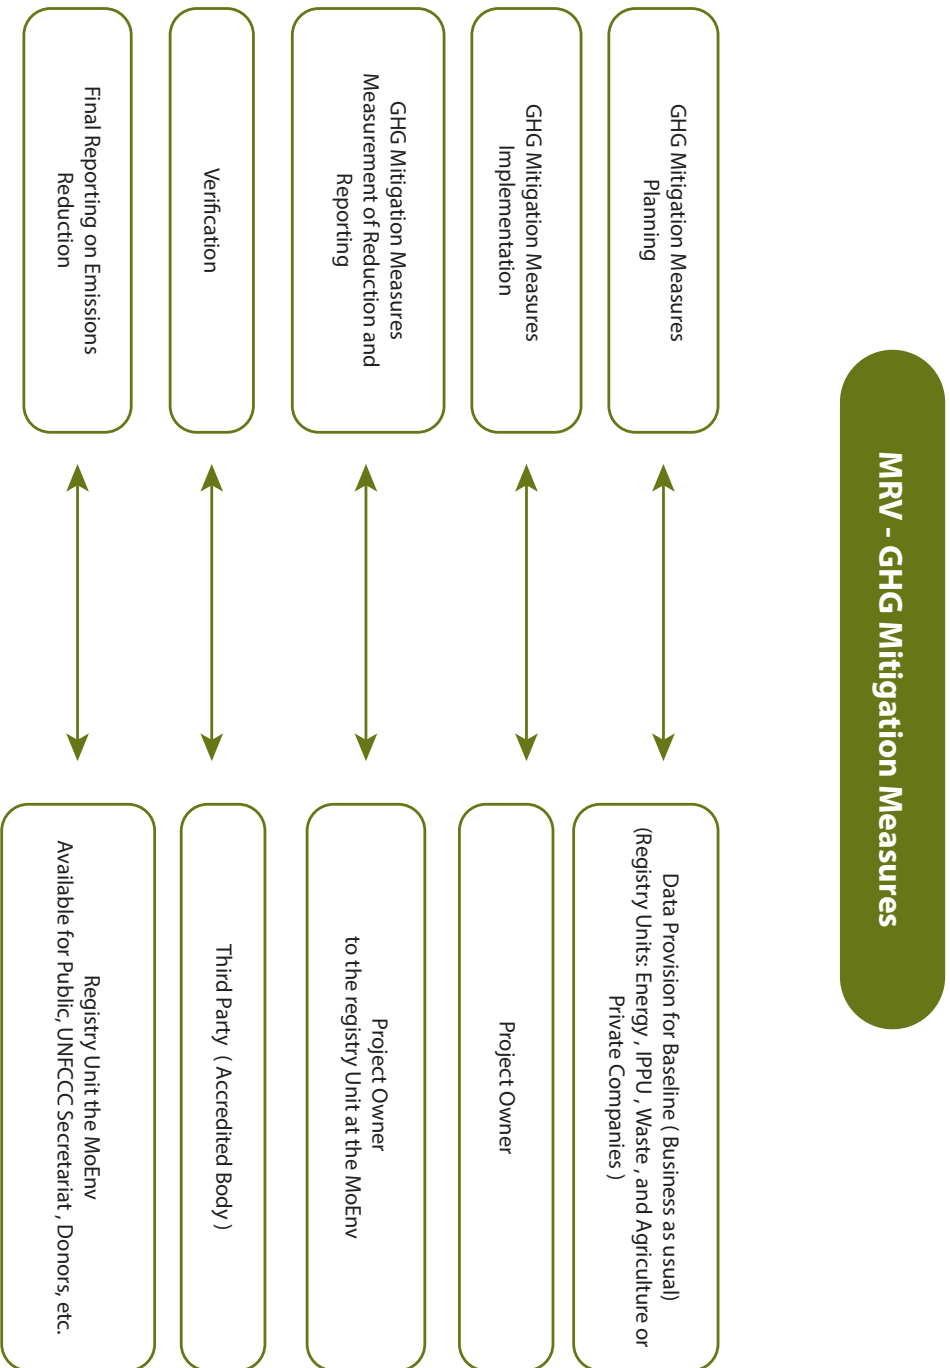 MRV - GHG Mitigation Measures
GHG Mitigation Measures
Planning
Data Provision for Baseline ( Business as usual)
(Registry Units: Energy , IPPU , Waste , and Agriculture or
Private Companies )
GHG Mitigation Measures
Implementation
Project Owner
GHG Mitigation Measures
Measurement of Reduction and
Reporting
Project Owner
to the registry Unit at the MoEnv
Verification
Third Party ( Accredited Body )
Final Reporting on Emissions
Reduction
Registry Unit the MoEnv
Available for Public, UNFCCC Secretariat , Donors, etc.